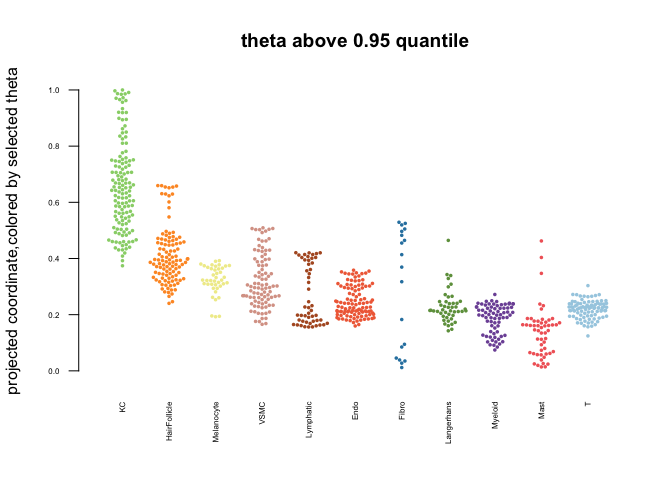 theta above 0.95 quantile
projected coordinate,colored by selected theta
1.0
0.8
0.6
0.4
0.2
0.0
KC
HairFollicle
Melanocyte
VSMC
Lymphatic
Endo
Fibro
Langerhans
Myeloid
Mast
T